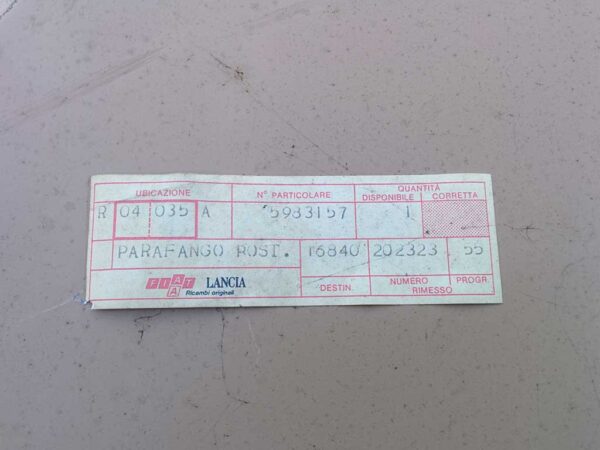 UBICAZIONE N° PARTICOLARE QUANTITÀ
DISPONIBILE CORRETTA
R 04 035 A 5983157 1
PARAFANGO POST. 16840 202323 55
FIAT LANCIA DESTIN. NUMERO PROGR.
Ricambi originali RIMESSO